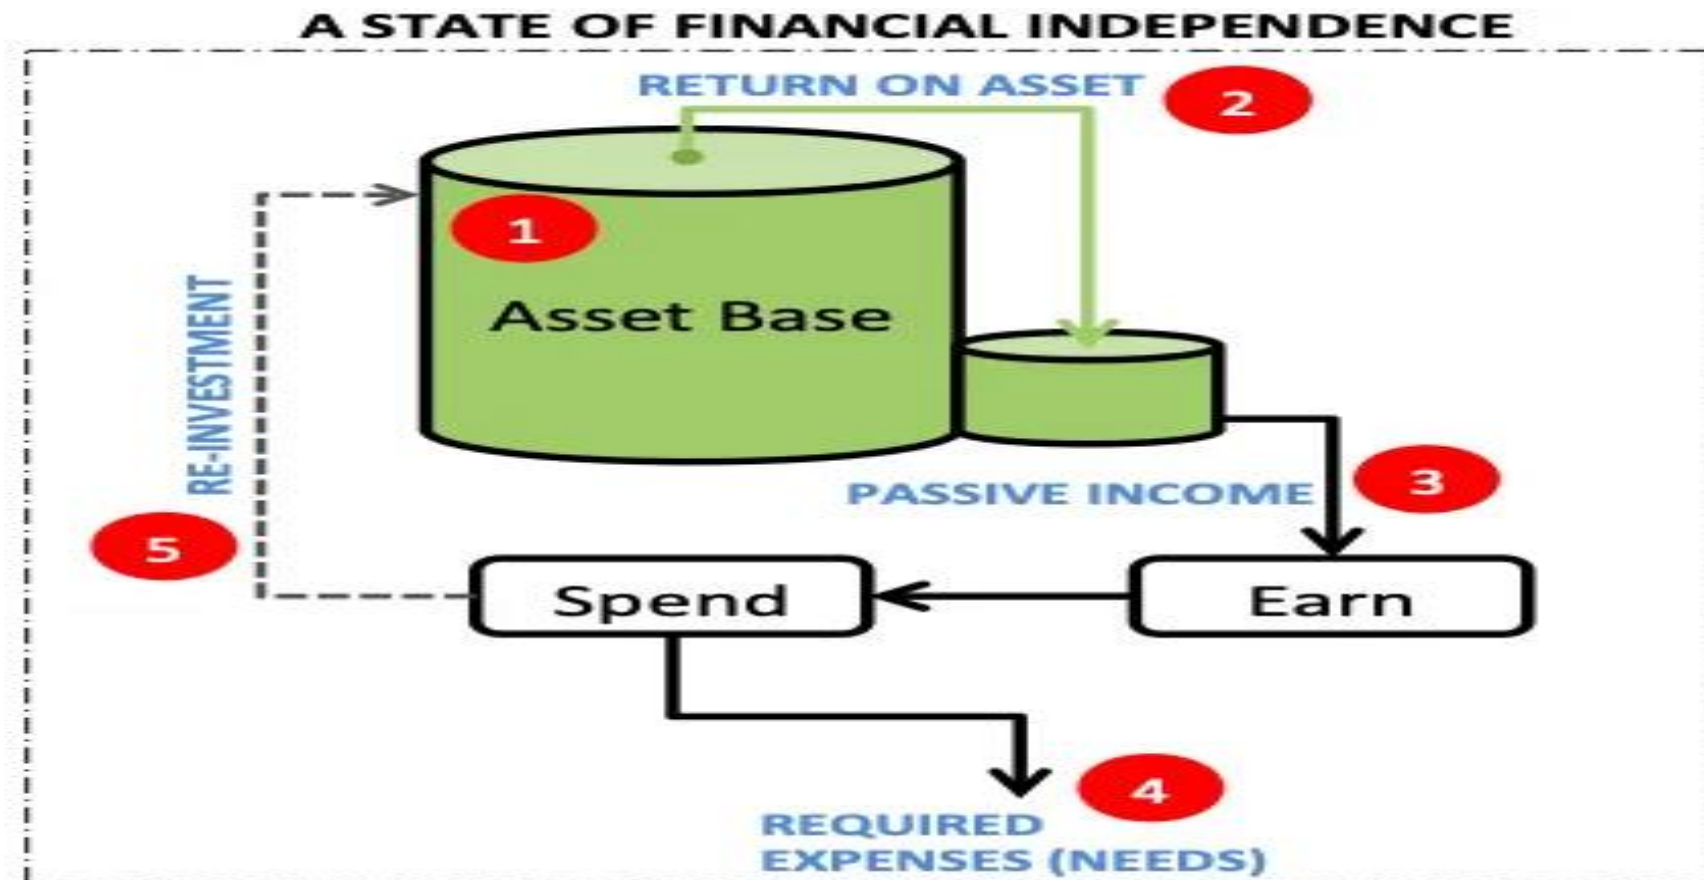 A STATE OF FINANCIAL INDEPENDENCE
RETURN ON ASSET
2
1
Asset Base
RE-INVESTMENT
PASSIVE INCOME
3
5
Spend
Earn
4
REQUIRED
EXPENSES (NEEDS)